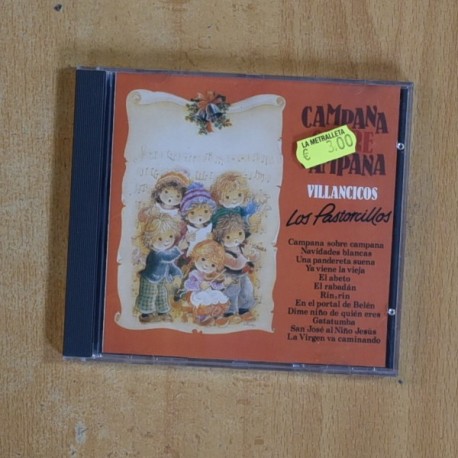 CAMPANA
RE
AMPANA
LA METRALLETA
€ 3,00
VILLANCICOS
Los Pastorcillos
Campana sobre campana
Navidades blancas
Una pandereta suena
Ya viene la vieja
El abeto
El rabadán
Rin, rin
En el portal de Belén
Dime niño de quién eres
Gatatumba
San José al Niño Jesús
La Virgen va caminando